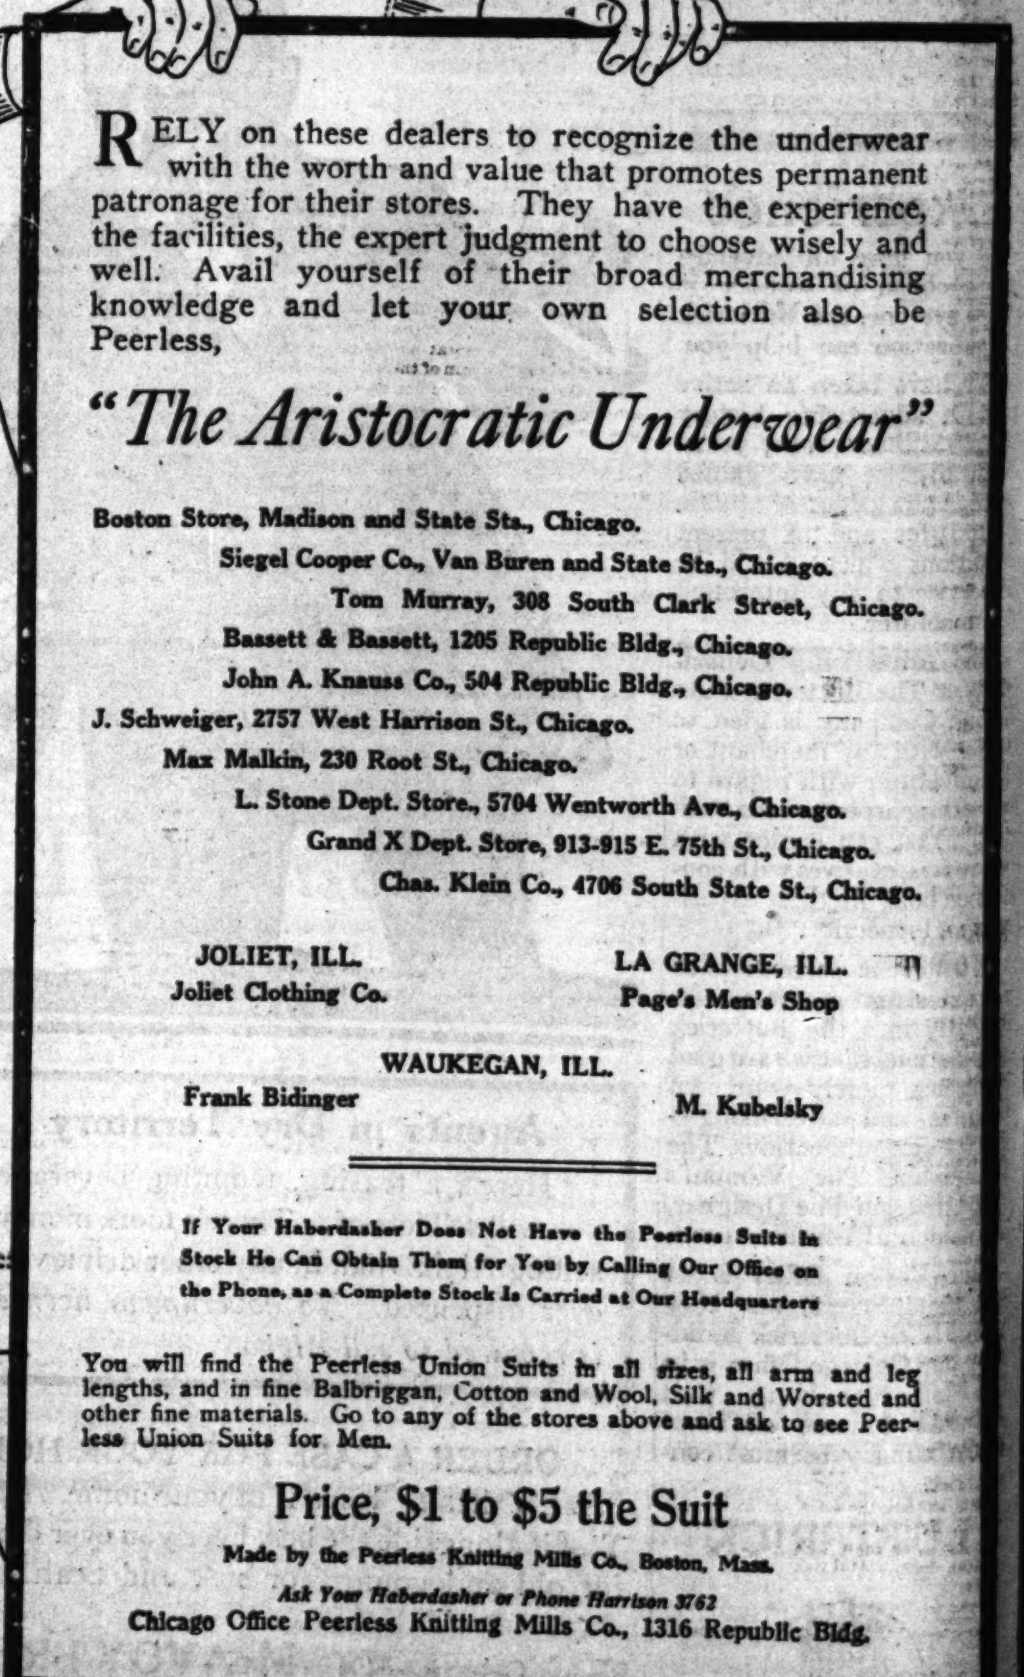 RELY on these dealers to recognize the underwear
with the worth and value that promotes permanent
patronage for their stores. They have the experience,
the facilities, the expert judgment to choose wisely and
well. Avail yourself of their broad merchandising
knowledge and let your own selection also be
Peerless,
"The Aristocratic Underwear"
Boston Store, Madison and State Sts., Chicago.
Siegel Cooper Co., Van Buren and State Sts., Chicago.
Tom Murray, 308 South Clark Street, Chicago.
Bassett & Bassett, 1205 Republic Bldg., Chicago.
John A. Knauss Co., 504 Republic Bldg., Chicago.
J. Schweiger, 2757 West Harrison St., Chicago.
Max Malkin, 230 Root St., Chicago.
L. Stone Dept. Store., 5704 Wentworth Ave., Chicago.
Grand X Dept. Store, 913-915 E. 75th St., Chicago.
Chas. Klein Co., 4706 South State St., Chicago.
JOLIET, ILL.
Joliet Clothing Co.
LA GRANGE, ILL.
Page's Men's Shop
WAUKEGAN, ILL.
Frank Bidinger
M. Kubelsky
If Your Haberdasher Does Not Have the Peerless Suits in
Stock He Can Obtain Them for You by Calling Our Office on
the Phone, as a Complete Stock Is Carried at Our Headquarters
You will find the Peerless Union Suits in all sizes, all arm and leg
lengths, and in fine Balbriggan, Cotton and Wool, Silk and Worsted and
other fine materials. Go to any of the stores above and ask to see Peer-
less Union Suits for Men.
Price, $1 to $5 the Suit
Made by the Peerless Knitting Mills Co., Boston, Mass.
Ask Your Haberdasher or Phone Harrison 3762
Chicago Office Peerless Knitting Mills Co., 1316 Republic Bldg.